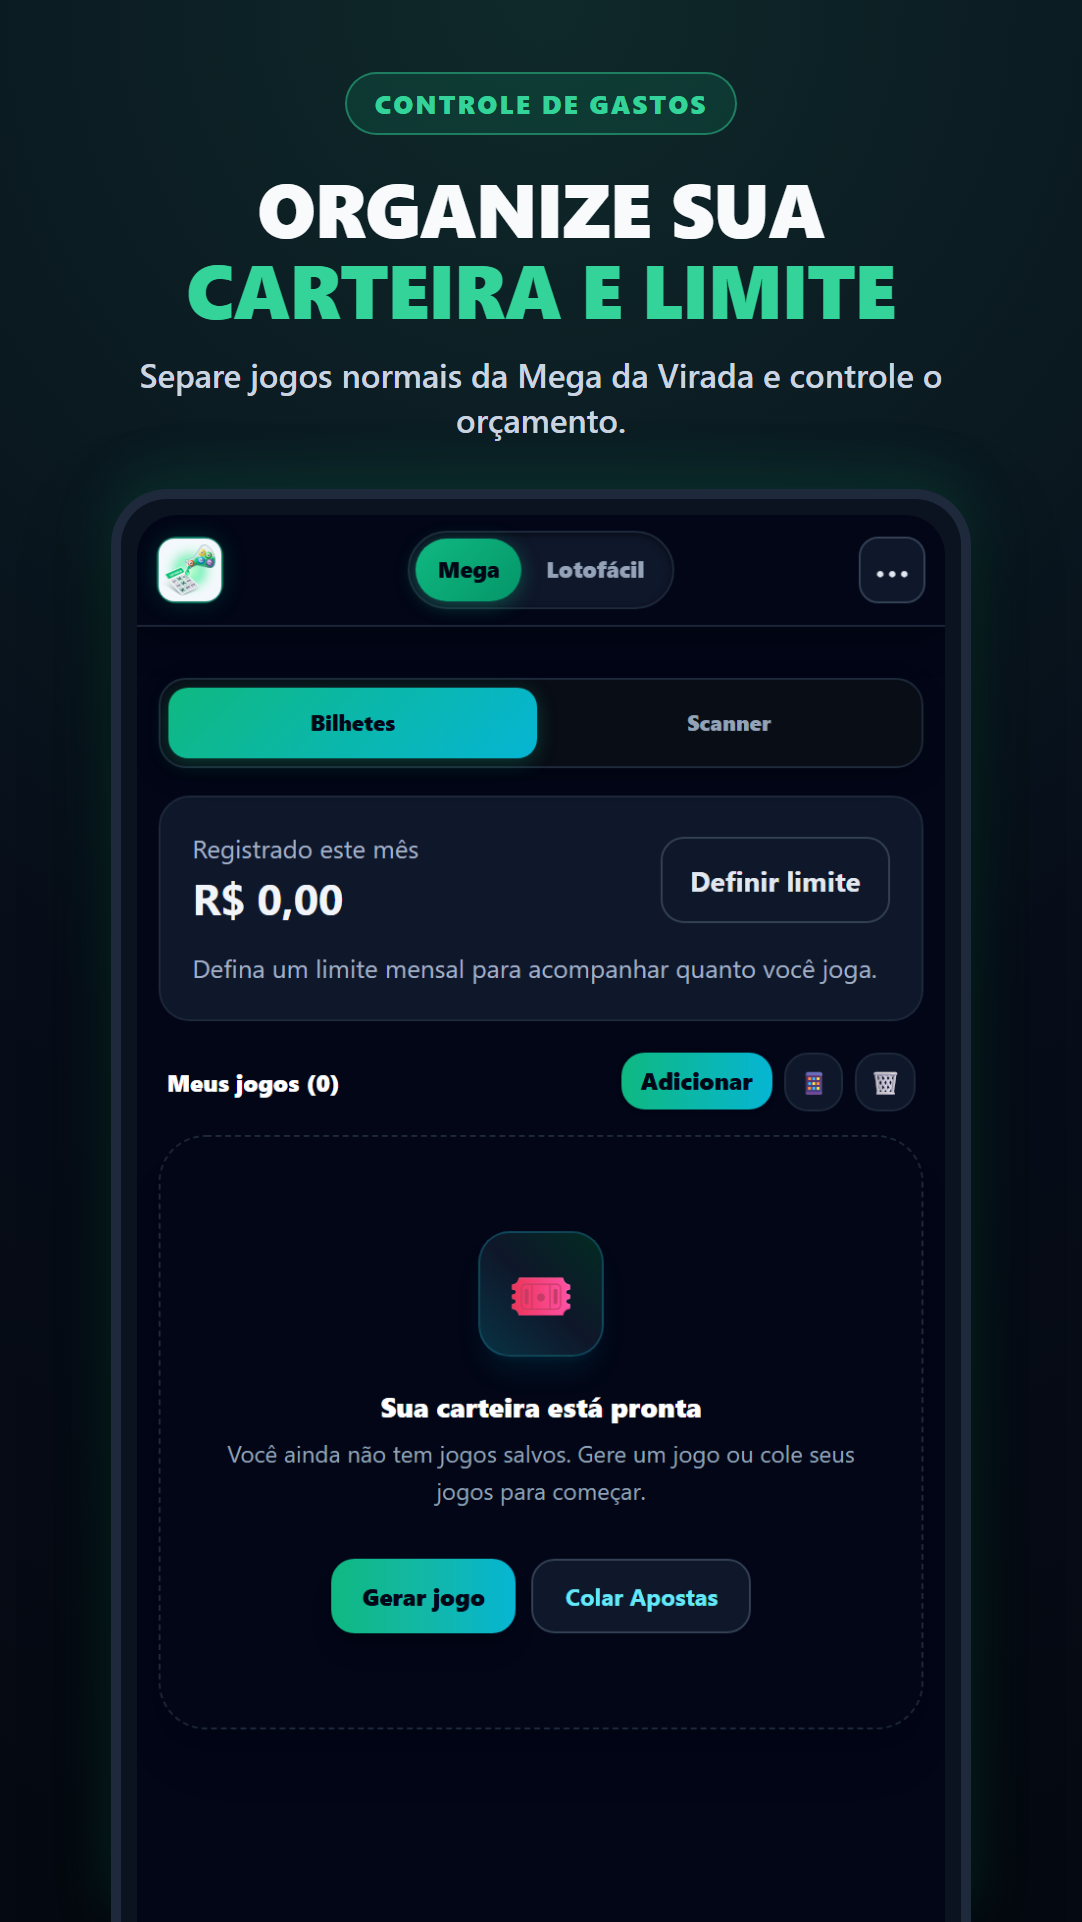 CONTROLE DE GASTOS
ORGANIZE SUA
CARTEIRA E LIMITE
Separe jogos normais da Mega da Virada e controle o
orçamento.
Mega
Lotofácil
Bilhetes
Scanner
Registrado este mês
R$ 0,00
Definir limite
Defina um limite mensal para acompanhar quanto você joga.
Meus jogos (0)
Adicionar
Sua carteira está pronta
Você ainda não tem jogos salvos. Gere um jogo ou cole seus
jogos para começar.
Gerar jogo
Colar Apostas